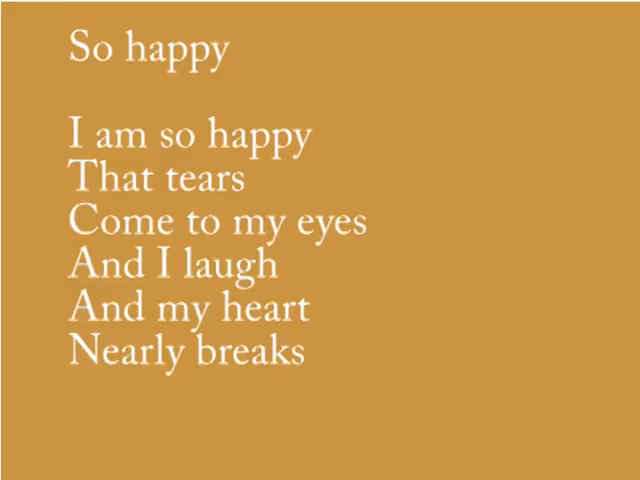 So happy
I am so happy
That tears
Come to my eyes
And I laugh
And my heart
Nearly breaks